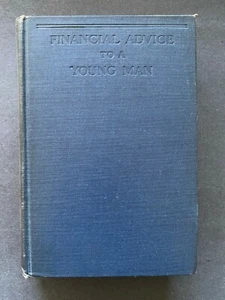 FINANCIAL ADVICE
TO A
YOUNG MAN